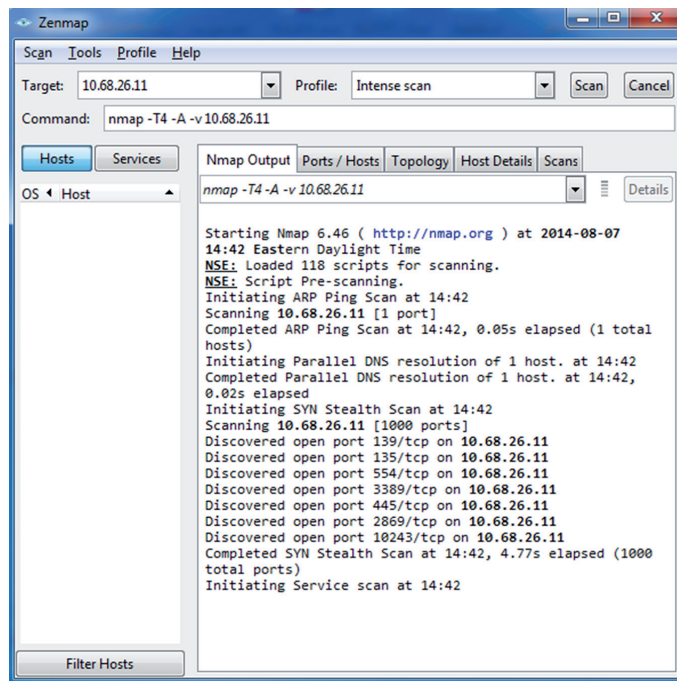 Zenmap
Scan Tools Profile Help
Target: 10.68.26.11 Profile: Intense scan Scan Cancel
Command: nmap -T4 -A -v 10.68.26.11
Hosts Services
OS Host
Nmap Output Ports / Hosts Topology Host Details Scans
nmap -T4 -A -v 10.68.26.11 Details
Starting Nmap 6.46 ( http://nmap.org ) at 2014-08-07
14:42 Eastern Daylight Time
NSE: Loaded 118 scripts for scanning.
NSE: Script Pre-scanning.
Initiating ARP Ping Scan at 14:42
Scanning 10.68.26.11 [1 port]
Completed ARP Ping Scan at 14:42, 0.05s elapsed (1 total
hosts)
Initiating Parallel DNS resolution of 1 host. at 14:42
Completed Parallel DNS resolution of 1 host. at 14:42,
0.02s elapsed
Initiating SYN Stealth Scan at 14:42
Scanning 10.68.26.11 [1000 ports]
Discovered open port 139/tcp on 10.68.26.11
Discovered open port 135/tcp on 10.68.26.11
Discovered open port 554/tcp on 10.68.26.11
Discovered open port 3389/tcp on 10.68.26.11
Discovered open port 445/tcp on 10.68.26.11
Discovered open port 2869/tcp on 10.68.26.11
Discovered open port 10243/tcp on 10.68.26.11
Completed SYN Stealth Scan at 14:42, 4.77s elapsed (1000
total ports)
Initiating Service scan at 14:42
Filter Hosts